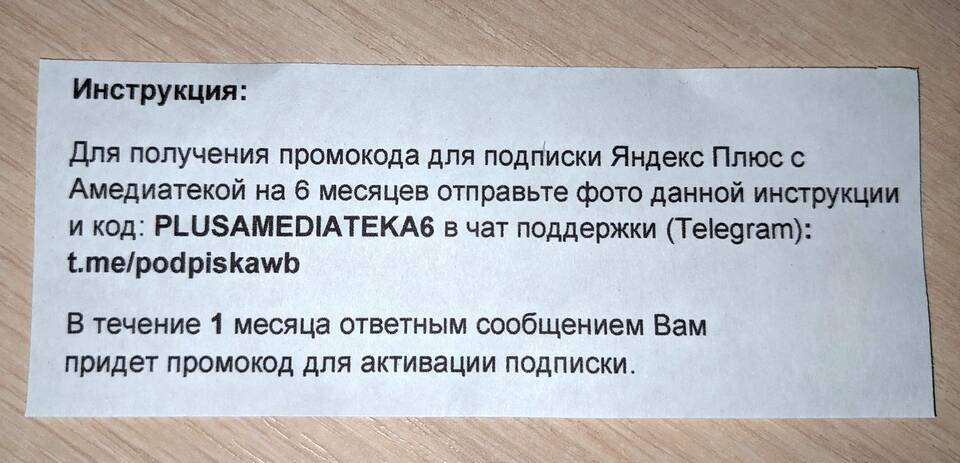 Инструкция:
Для получения промокода для подписки Яндекс Плюс с
Амедиатекой на 6 месяцев отправьте фото данной инструкции
и код: PLUSAMEDIATEKA6 в чат поддержки (Telegram):
t.me/podpiskawb
В течение 1 месяца ответным сообщением Вам
придет промокод для активации подписки.